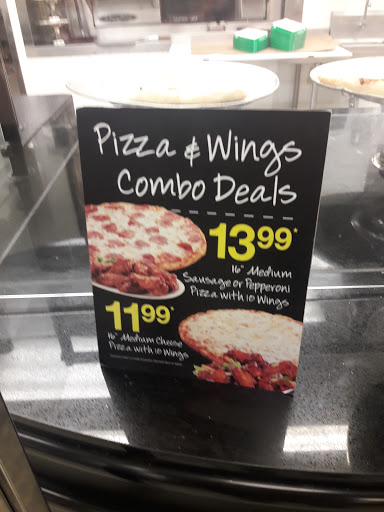 Pizza & Wings
Combo Deals
13.99*
16" Medium
Sausage or Pepperoni
Pizza with 10 Wings
11.99*
16" Medium Cheese
Pizza with 10 Wings